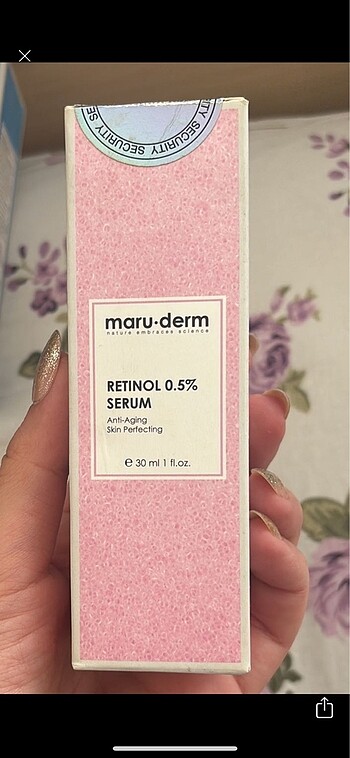 SECURITY SECURITY SECURITY
maru·derm
nature embraces science
RETINOL 0.5%
SERUM
Anti-Aging
Skin Perfecting
℮ 30 ml 1 fl.oz.